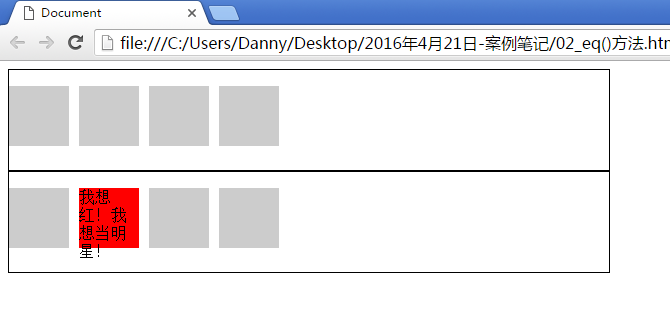 Document
file:///C:/Users/Danny/Desktop/2016年4月21日-案例笔记/02_eq()方法.htm
我想
红！我
想当明
星！